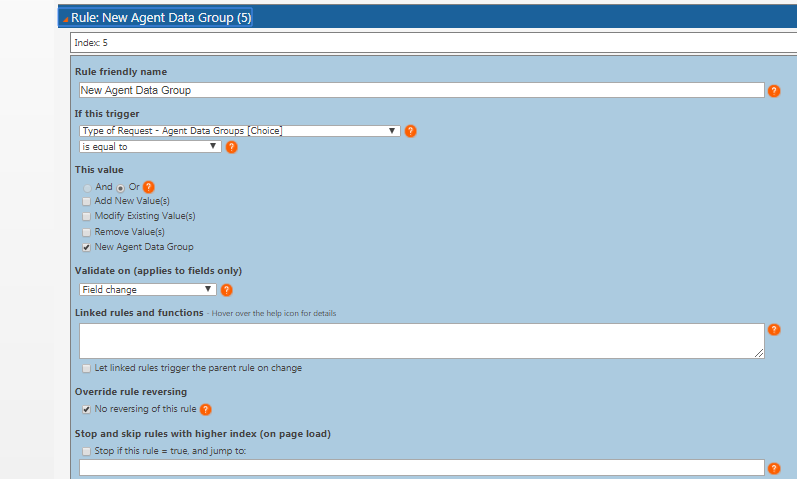 Rule: New Agent Data Group (5)
Index: 5
Rule friendly name
New Agent Data Group
?
If this trigger
Type of Request - Agent Data Groups [Choice]
?
is equal to
?
This value
And Or ?
Add New Value(s)
Modify Existing Value(s)
Remove Value(s)
New Agent Data Group
Validate on (applies to fields only)
Field change
?
Linked rules and functions - Hover over the help icon for details
?
Let linked rules trigger the parent rule on change
Override rule reversing
No reversing of this rule ?
Stop and skip rules with higher index (on page load)
Stop if this rule = true, and jump to:
?